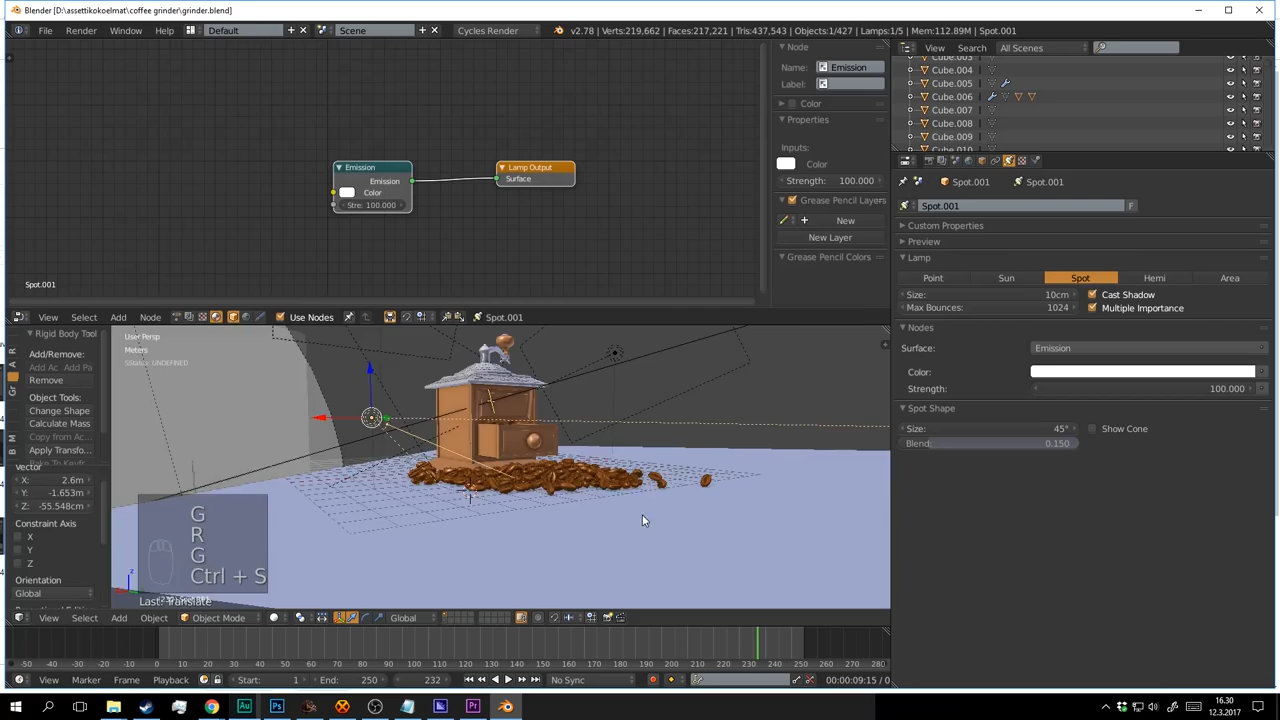 Blender [D:\assettikokoelmat\coffee grinder\grinder.blend]
File Render Window Help Default Scene Cycles Render v2.78 | Verts:219,662 | Faces:217,221 | Tris:437,543 | Objects:1/427 | Lamps:1/5 | Mem:112.89M | Spot.001
View Search All Scenes
Cube.003
Cube.004
Cube.005
Cube.006
Cube.007
Cube.008
Cube.009
Cube.010
Node
Name: Emission
Label:
Color
Properties
Inputs:
Color
Strength: 100.000
Grease Pencil Layers
New
New Layer
Grease Pencil Colors
Emission
Emission
Color
Stre: 100.000
Lamp Output
Surface
Spot.001
View Select Add Node Use Nodes Spot.001
Spot.001 Spot.001
Spot.001 F
Custom Properties
Preview
Lamp
Point Sun Spot Hemi Area
Size: 10cm Cast Shadow
Max Bounces: 1024 Multiple Importance
Nodes
Surface: Emission
Color:
Strength: 100.000
Spot Shape
Size: 45° Show Cone
Blend: 0.150
Rigid Body Tool
Add/Remove:
Add Ac Add Pa
Remove
Object Tools:
Change Shape
Calculate Mass
Copy from Ac
Apply Transfo
Vector
X: 2.6m
Y: -1.653m
Z: -55.548cm
Constraint Axis
X
Y
Z
Orientation
Global
User Persp
Meters
G
R
G
Ctrl + S
Last: Translate
View Select Add Object Object Mode Global
-50 -40 -30 -20 -10 0 10 20 30 40 50 60 70 80 90 100 110 120 130 140 150 160 170 180 190 200 210 220 230 240 250 260 270 280
View Marker Frame Playback Start: 1 End: 250 232 No Sync 00:00:09:15 / 0
16.30
12.3.2017